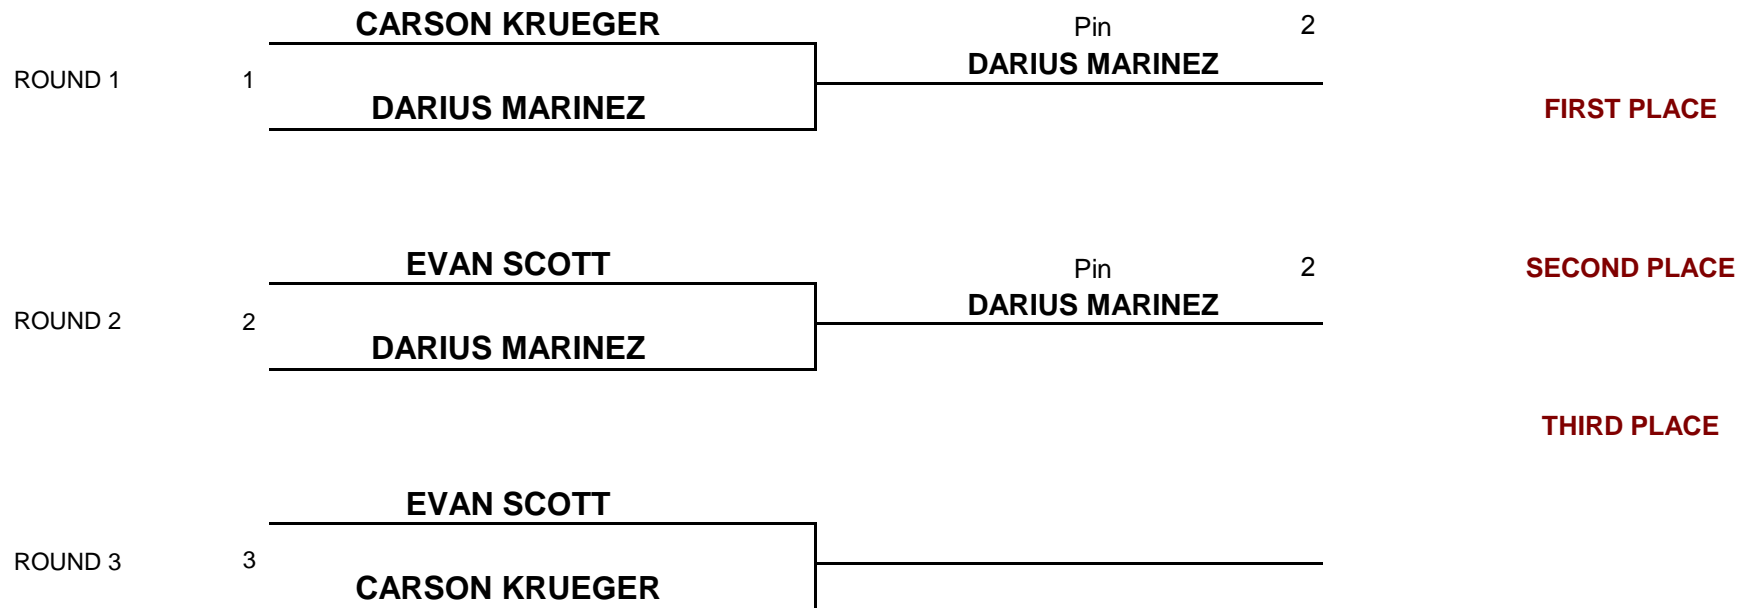 CARSON KRUEGER
Pin 2
DARIUS MARINEZ
ROUND 1 1
DARIUS MARINEZ
FIRST PLACE
EVAN SCOTT
Pin 2
SECOND PLACE
DARIUS MARINEZ
ROUND 2 2
DARIUS MARINEZ
THIRD PLACE
EVAN SCOTT
ROUND 3 3
CARSON KRUEGER